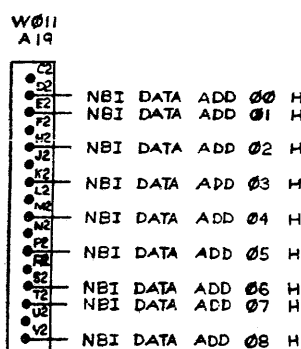 WØ11
A19
C2
D2
E2 NBI DATA ADD ØØ H
F2 NBI DATA ADD Ø1 H
H2
J2 NBI DATA ADD Ø2 H
K2
L2 NBI DATA ADD Ø3 H
M2
N2 NBI DATA ADD Ø4 H
P2
NBI DATA ADD Ø5 H
S2
T2 NBI DATA ADD Ø6 H
U2 NBI DATA ADD Ø7 H
V2 NBI DATA ADD Ø8 H